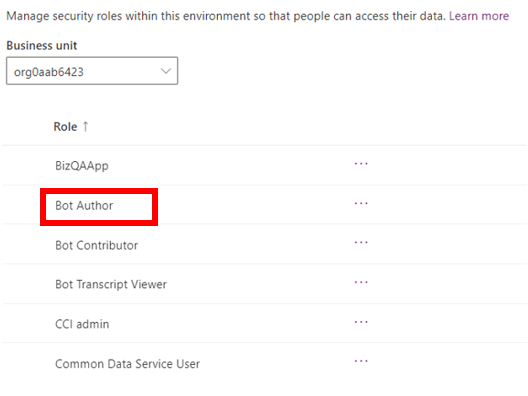 Manage security roles within this environment so that people can access their data. Learn more
Business unit
org0aab6423
Role ↑
BizQAApp ...
Bot Author ...
Bot Contributor ...
Bot Transcript Viewer ...
CCI admin ...
Common Data Service User ...